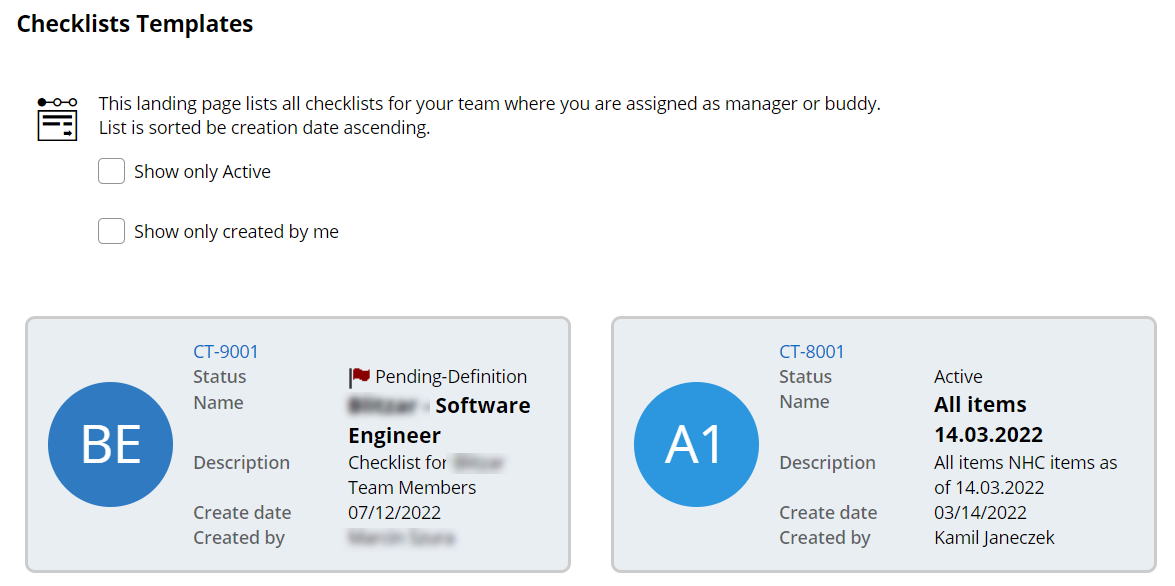 Checklists Templates
This landing page lists all checklists for your team where you are assigned as manager or buddy.
List is sorted be creation date ascending.
Show only Active
Show only created by me
BE
CT-9001
Status Pending-Definition
Name - Software
Engineer
Description Checklist for
Team Members
Create date 07/12/2022
Created by
A1
CT-8001
Status Active
Name All items
14.03.2022
Description All items NHC items as
of 14.03.2022
Create date 03/14/2022
Created by Kamil Janeczek